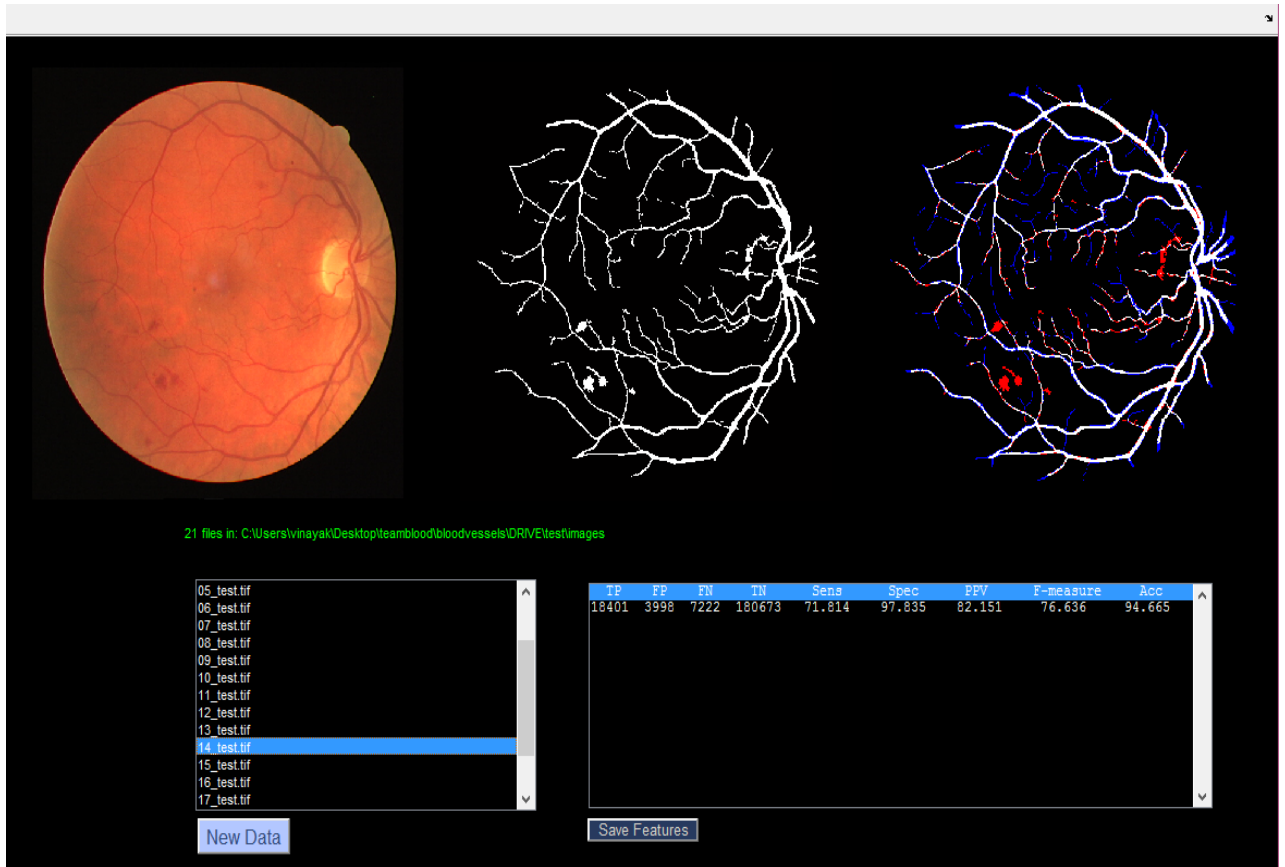 21 files in: C:\Users\vinayak\Desktop\teamblood\bloodvessels\DRIVE\test\images
05_test.tif
06_test.tif
07_test.tif
08_test.tif
09_test.tif
10_test.tif
11_test.tif
12_test.tif
13_test.tif
14_test.tif
15_test.tif
16_test.tif
17_test.tif
New Data
TP FP FN TN Sens Spec PPV F-measure Acc
18401 3998 7222 180673 71.814 97.835 82.151 76.636 94.665
Save Features